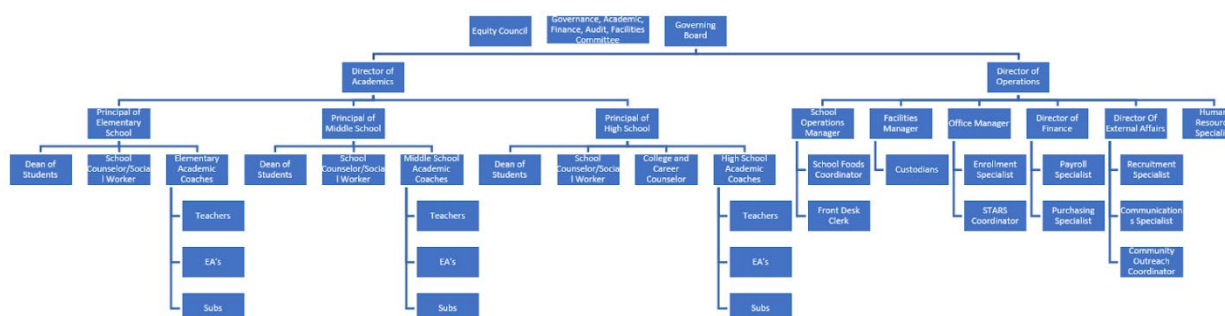 Equity Council
Governance, Academic,
Finance, Audit, Facilities
Committee
Governing
Board
Director of
Academics
Director of
Operations
Principal of
Elementary
School
Principal of
Middle School
Principal of
High School
School
Operations
Manager
Facilities
Manager
Office Manager
Director of
Finance
Director Of
External Affairs
Human
Resourc
Specialis
Dean of
Students
School
Counselor/Socia
l Worker
Elementary
Academic
Coaches
Dean of
Students
School
Counselor/Socia
l Worker
Middle School
Academic
Coaches
Dean of
Students
School
Counselor/Socia
l Worker
College and
Career
Counselor
High School
Academic
Coaches
School Foods
Coordinator
Custodians
Enrollment
Specialist
Payroll
Specialist
Recruitment
Specialist
Teachers
Teachers
Teachers
Front Desk
Clerk
STARS
Coordinator
Purchasing
Specialist
Communication
s Specialist
EA's
EA's
EA's
Community
Outreach
Coordinator
Subs
Subs
Subs